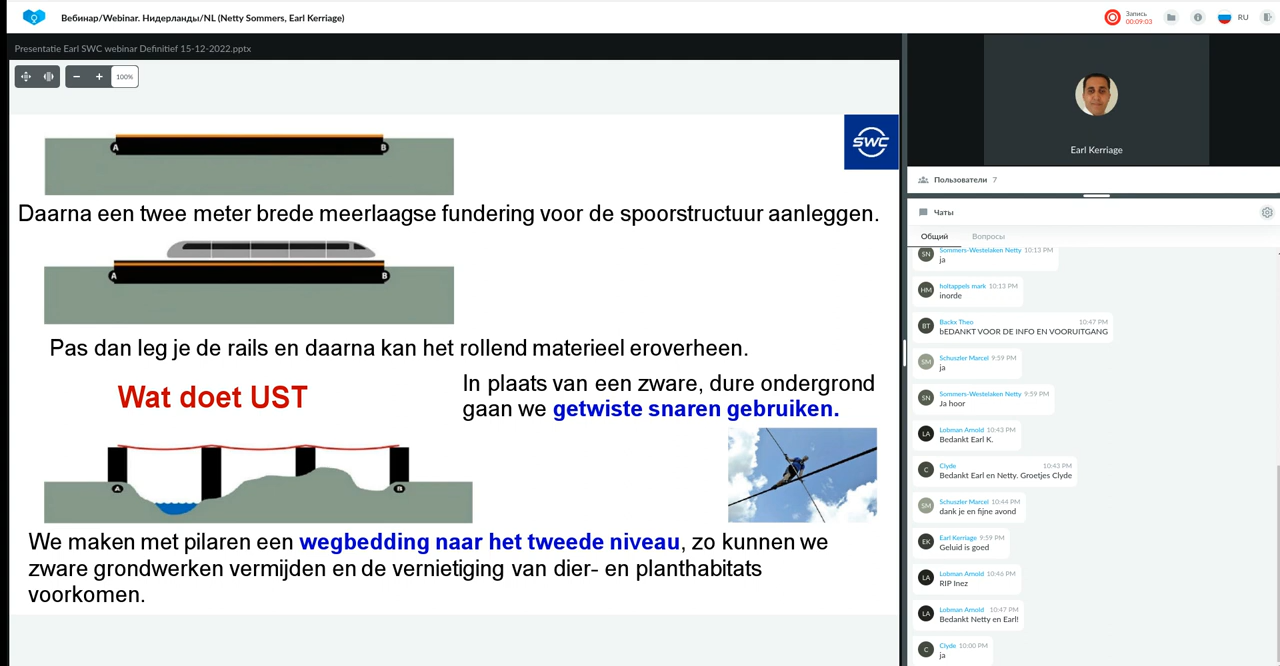 Вебинар/Webinar. Нидерланды/NL (Netty Sommers, Earl Kerriage)
Запись
00:09:03
RU
Presentatie Earl SWC webinar Definitief 15-12-2022.pptx
100%
SWC
A
B
Daarna een twee meter brede meerlaagse fundering voor de spoorstructuur aanleggen.
A
B
Pas dan leg je de rails en daarna kan het rollend materieel eroverheen.
Wat doet UST
In plaats van een zware, dure ondergrond
gaan we getwiste snaren gebruiken.
A
B
We maken met pilaren een wegbedding naar het tweede niveau, zo kunnen we
zware grondwerken vermijden en de vernietiging van dier- en planthabitats
voorkomen.
Earl Kerriage
Пользователи 7
Чаты
Общий Вопросы
SN Sommers-Westelaken Netty 10:13 PM
ja
HM holtappels mark 10:13 PM
inorde
BT Backx Theo 10:47 PM
bEDANKT VOOR DE INFO EN VOORUITGANG
SM Schuszler Marcel 9:59 PM
ja
SN Sommers-Westelaken Netty 9:59 PM
Ja hoor
LA Lobman Arnold 10:43 PM
Bedankt Earl K.
C Clyde 10:43 PM
Bedankt Earl en Netty. Groetjes Clyde
SM Schuszler Marcel 10:44 PM
dank je en fijne avond
EK Earl Kerriage 9:59 PM
Geluid is goed
LA Lobman Arnold 10:46 PM
RIP Inez
LA Lobman Arnold 10:47 PM
Bedankt Netty en Earl!
C Clyde 10:00 PM
ja